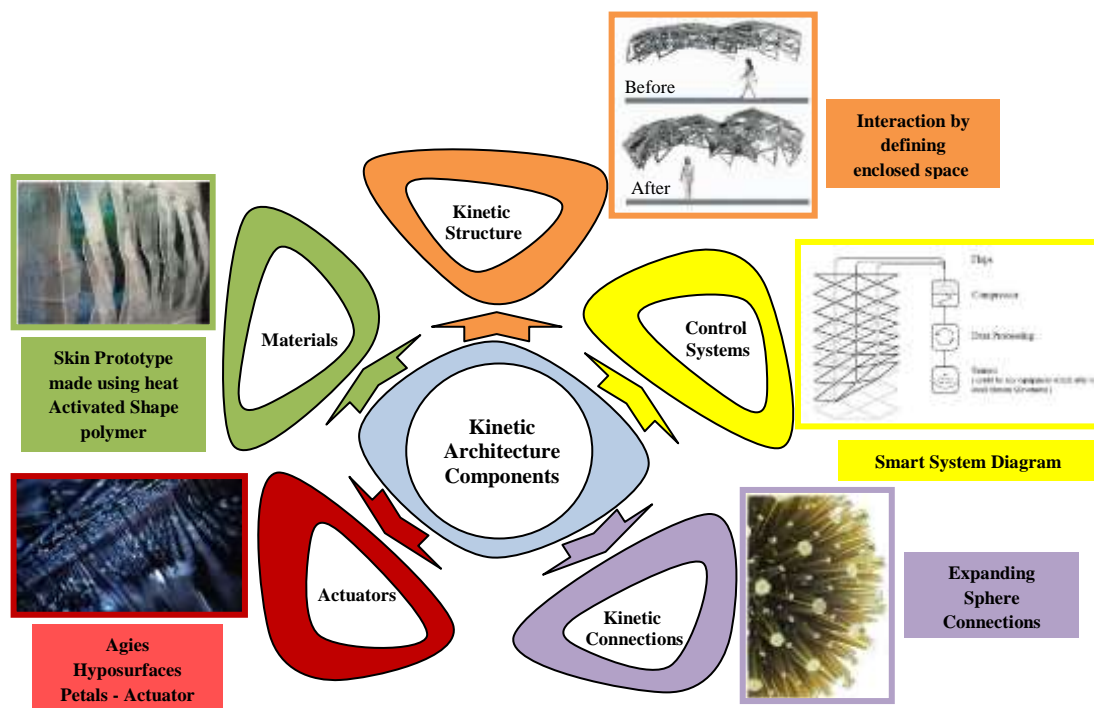 Before
After
Interaction by
defining
enclosed space
Kinetic
Structure
Materials
Control
Systems
Skin Prototype
made using heat
Activated Shape
polymer
Compressor
Data Processing
Kinetic
Architecture
Components
Smart System Diagram
Actuators
Kinetic
Connections
Expanding
Sphere
Connections
Agies
Hyposurfaces
Petals - Actuator